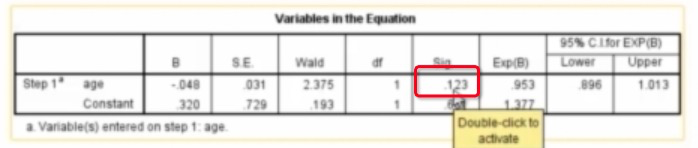 Variables in the Equation
95% C.I.for EXP(B)
B S.E. Wald df Sig. Exp(B) Lower Upper
Step 1ᵃ age -.048 .031 2.375 1 .123 .953 .896 1.013
Constant .320 .729 .193 1 1.377
a. Variable(s) entered on step 1: age.
Double-click to
activate